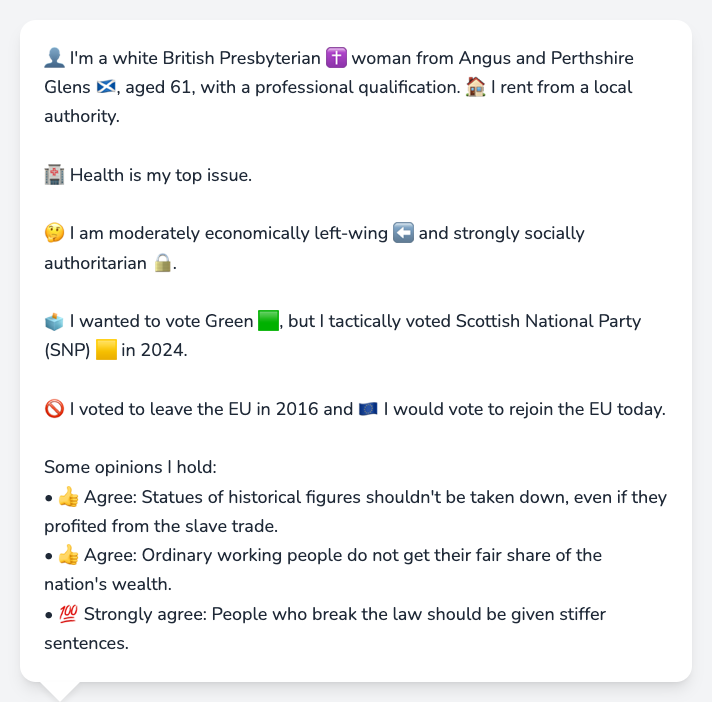 👤 I'm a white British Presbyterian ✝️ woman from Angus and Perthshire
Glens 🏴󠁧󠁢󠁳󠁣󠁴󠁿, aged 61, with a professional qualification. 🏠 I rent from a local
authority.
🏥 Health is my top issue.
🤔 I am moderately economically left-wing ⬅️ and strongly socially
authoritarian 🔒.
🗳️ I wanted to vote Green 🟩, but I tactically voted Scottish National Party
(SNP) 🟨 in 2024.
🚫 I voted to leave the EU in 2016 and 🇪🇺 I would vote to rejoin the EU today.
Some opinions I hold:
• 👍 Agree: Statues of historical figures shouldn't be taken down, even if they
profited from the slave trade.
• 👍 Agree: Ordinary working people do not get their fair share of the
nation's wealth.
• 💯 Strongly agree: People who break the law should be given stiffer
sentences.